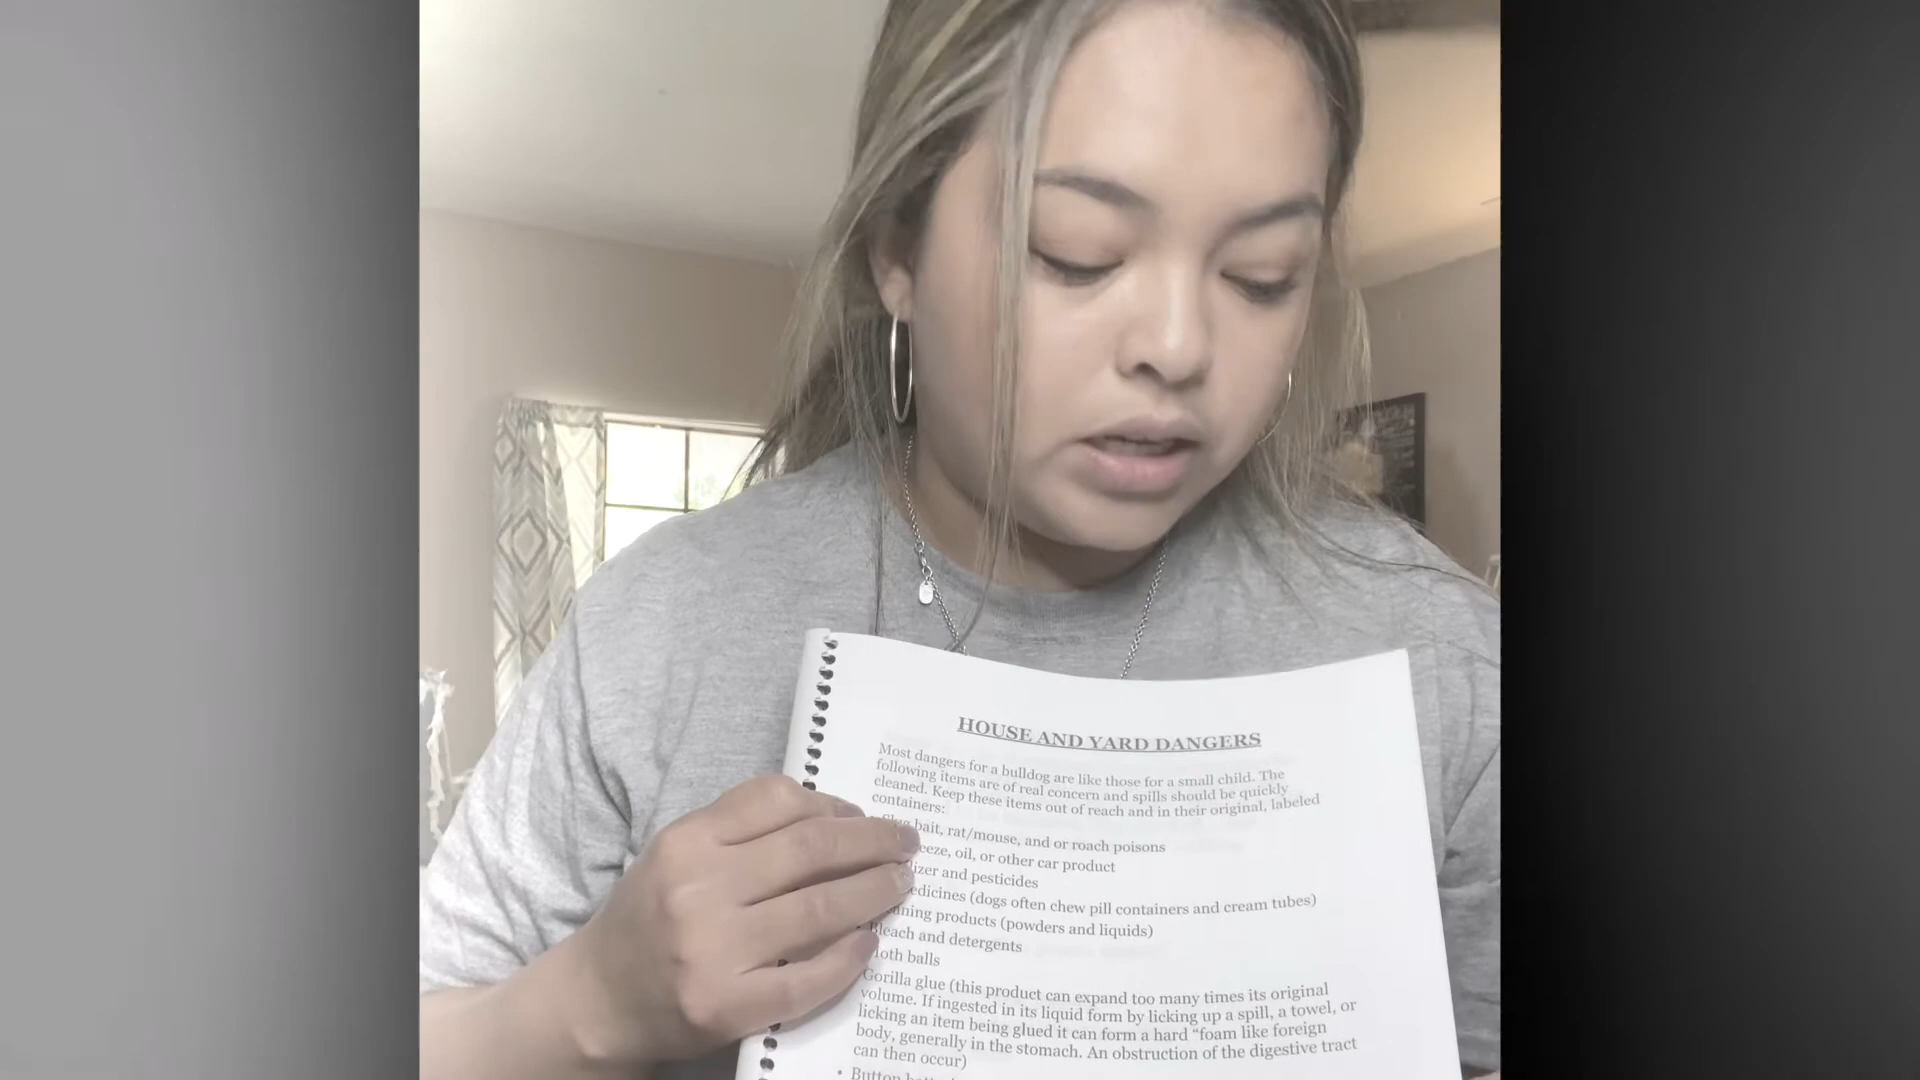 HOUSE AND YARD DANGERS
Most dangers for a bulldog are like those for a small child. The
following items are of real concern and spills should be quickly
cleaned. Keep these items out of reach and in their original, labeled
containers:
Slug bait, rat/mouse, and or roach poisons
eeze, oil, or other car product
lizer and pesticides
edicines (dogs often chew pill containers and cream tubes)
aning products (powders and liquids)
Bleach and detergents
Moth balls
Gorilla glue (this product can expand too many times its original
volume. If ingested in its liquid form by licking up a spill, a towel, or
licking an item being glued it can form a hard “foam like foreign
body, generally in the stomach. An obstruction of the digestive tract
can then occur)
• Button